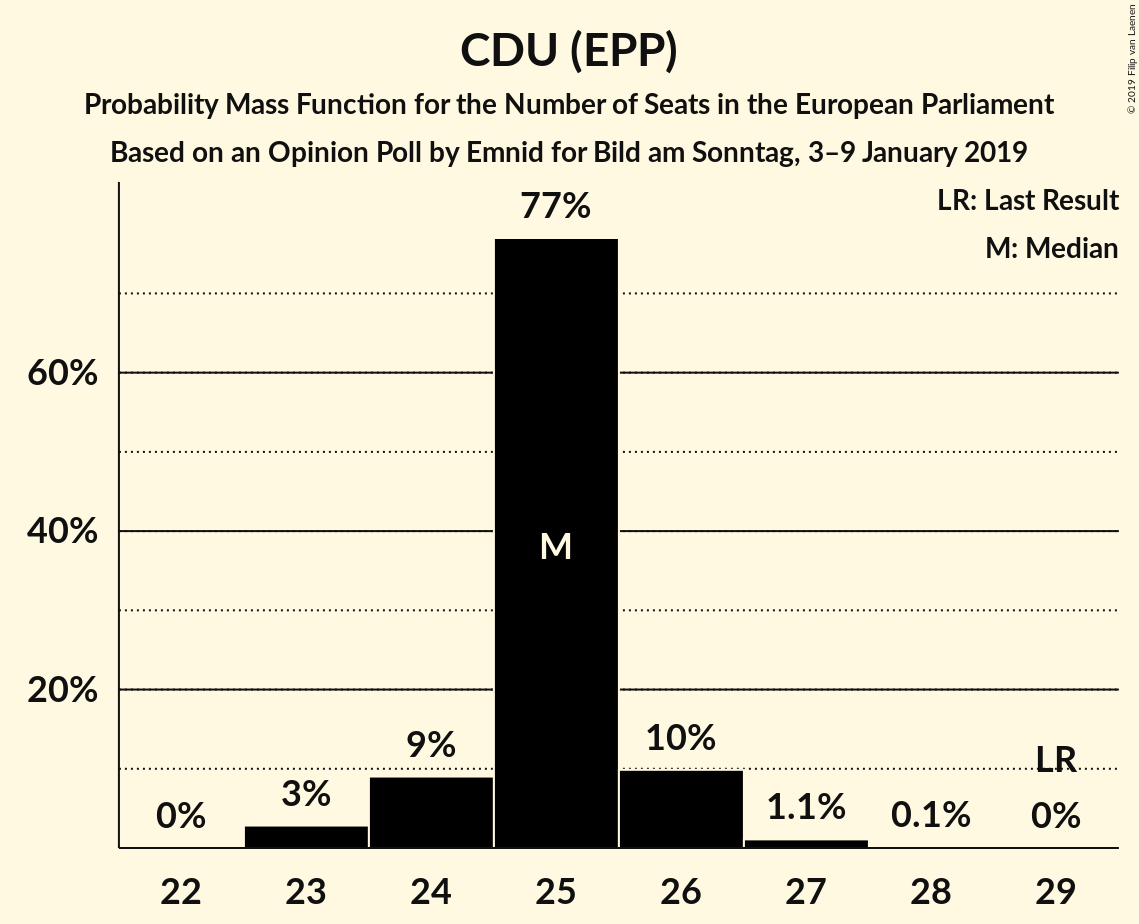 CDU (EPP)
Probability Mass Function for the Number of Seats in the European Parliament
Based on an Opinion Poll by Emnid for Bild am Sonntag, 3–9 January 2019
© 2019 Filip van Laenen
LR: Last Result
M: Median
77%
60%
40%
20%
M
0%
3%
9%
10%
1.1%
0.1%
LR
0%
22 23 24 25 26 27 28 29